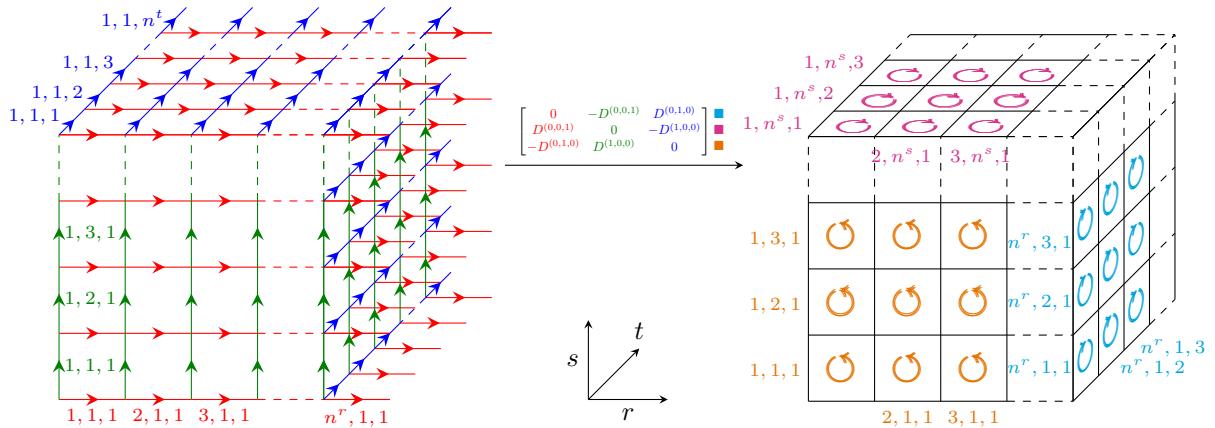 1, 1, n^t
1, 1, 3
1, 1, 2
1, 1, 1
1, 3, 1
1, 2, 1
1, 1, 1
1, 1, 1
2, 1, 1
3, 1, 1
n^r, 1, 1
0 −D^(0,0,1) D^(0,1,0)
D^(0,0,1) 0 −D^(1,0,0)
−D^(0,1,0) D^(1,0,0) 0
s
t
r
1, n^s, 3
1, n^s, 2
1, n^s, 1
2, n^s, 1
3, n^s, 1
1, 3, 1
1, 2, 1
1, 1, 1
2, 1, 1
3, 1, 1
n^r, 3, 1
n^r, 2, 1
n^r, 1, 1
n^r, 1, 3
n^r, 1, 2